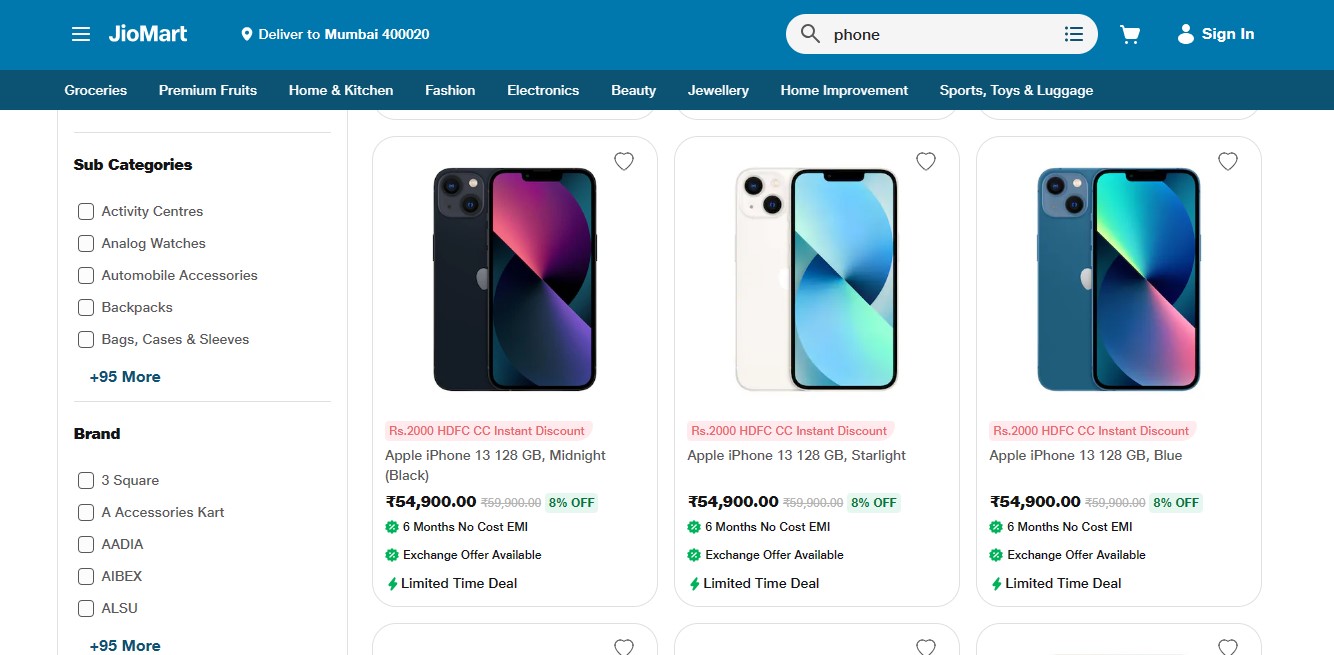 JioMart
Deliver to Mumbai 400020
phone
Sign In
Groceries
Premium Fruits
Home & Kitchen
Fashion
Electronics
Beauty
Jewellery
Home Improvement
Sports, Toys & Luggage
Sub Categories
Activity Centres
Analog Watches
Automobile Accessories
Backpacks
Bags, Cases & Sleeves
+95 More
Brand
3 Square
A Accessories Kart
AADIA
AIBEX
ALSU
+95 More
Rs.2000 HDFC CC Instant Discount
Apple iPhone 13 128 GB, Midnight
(Black)
₹54,900.00 ₹59,900.00 8% OFF
6 Months No Cost EMI
Exchange Offer Available
Limited Time Deal
Rs.2000 HDFC CC Instant Discount
Apple iPhone 13 128 GB, Starlight
₹54,900.00 ₹59,900.00 8% OFF
6 Months No Cost EMI
Exchange Offer Available
Limited Time Deal
Rs.2000 HDFC CC Instant Discount
Apple iPhone 13 128 GB, Blue
₹54,900.00 ₹59,900.00 8% OFF
6 Months No Cost EMI
Exchange Offer Available
Limited Time Deal